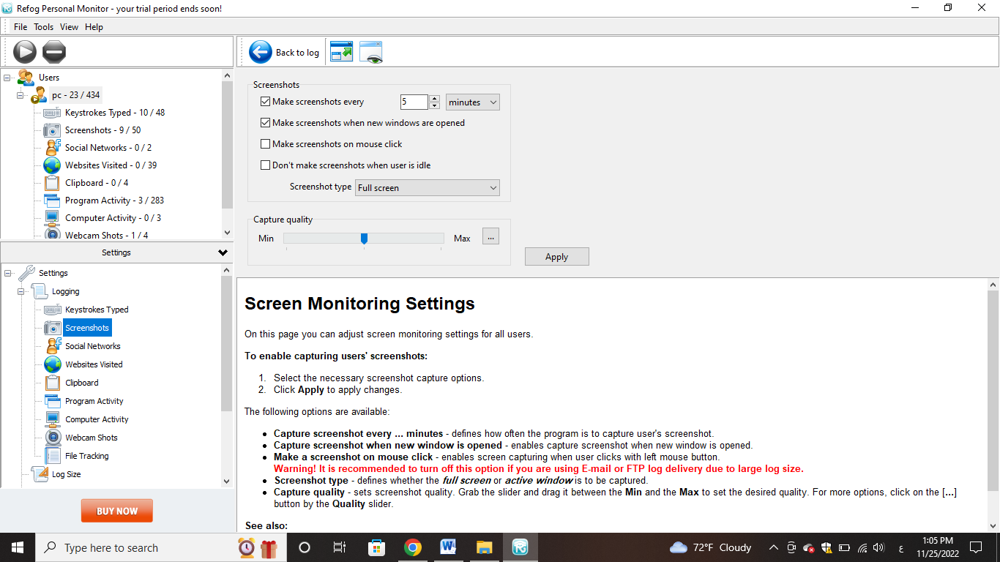 Refog Personal Monitor - your trial period ends soon!
File Tools View Help
Back to log
Users
pc - 23 / 434
Keystrokes Typed - 10 / 48
Screenshots - 9 / 50
Social Networks - 0 / 2
Websites Visited - 0 / 39
Clipboard - 0 / 4
Program Activity - 3 / 283
Computer Activity - 0 / 3
Webcam Shots - 1 / 4
Settings
Settings
Logging
Keystrokes Typed
Screenshots
Social Networks
Websites Visited
Clipboard
Program Activity
Computer Activity
Webcam Shots
File Tracking
Log Size
BUY NOW
Screenshots
Make screenshots every 5 minutes
Make screenshots when new windows are opened
Make screenshots on mouse click
Don't make screenshots when user is idle
Screenshot type Full screen
Capture quality
Min Max ...
Apply
Screen Monitoring Settings
On this page you can adjust screen monitoring settings for all users.
To enable capturing users' screenshots:
1. Select the necessary screenshot capture options.
2. Click Apply to apply changes.
The following options are available:
• Capture screenshot every ... minutes - defines how often the program is to capture user's screenshot.
• Capture screenshot when new window is opened - enables capture screenshot when new window is opened.
• Make a screenshot on mouse click - enables screen capturing when user clicks with left mouse button.
Warning! It is recommended to turn off this option if you are using E-mail or FTP log delivery due to large log size.
• Screenshot type - defines whether the full screen or active window is to be captured.
• Capture quality - sets screenshot quality. Grab the slider and drag it between the Min and the Max to set the desired quality. For more options, click on the [...]
button by the Quality slider.
See also:
Type here to search
72°F Cloudy
ع
1:05 PM
11/25/2022